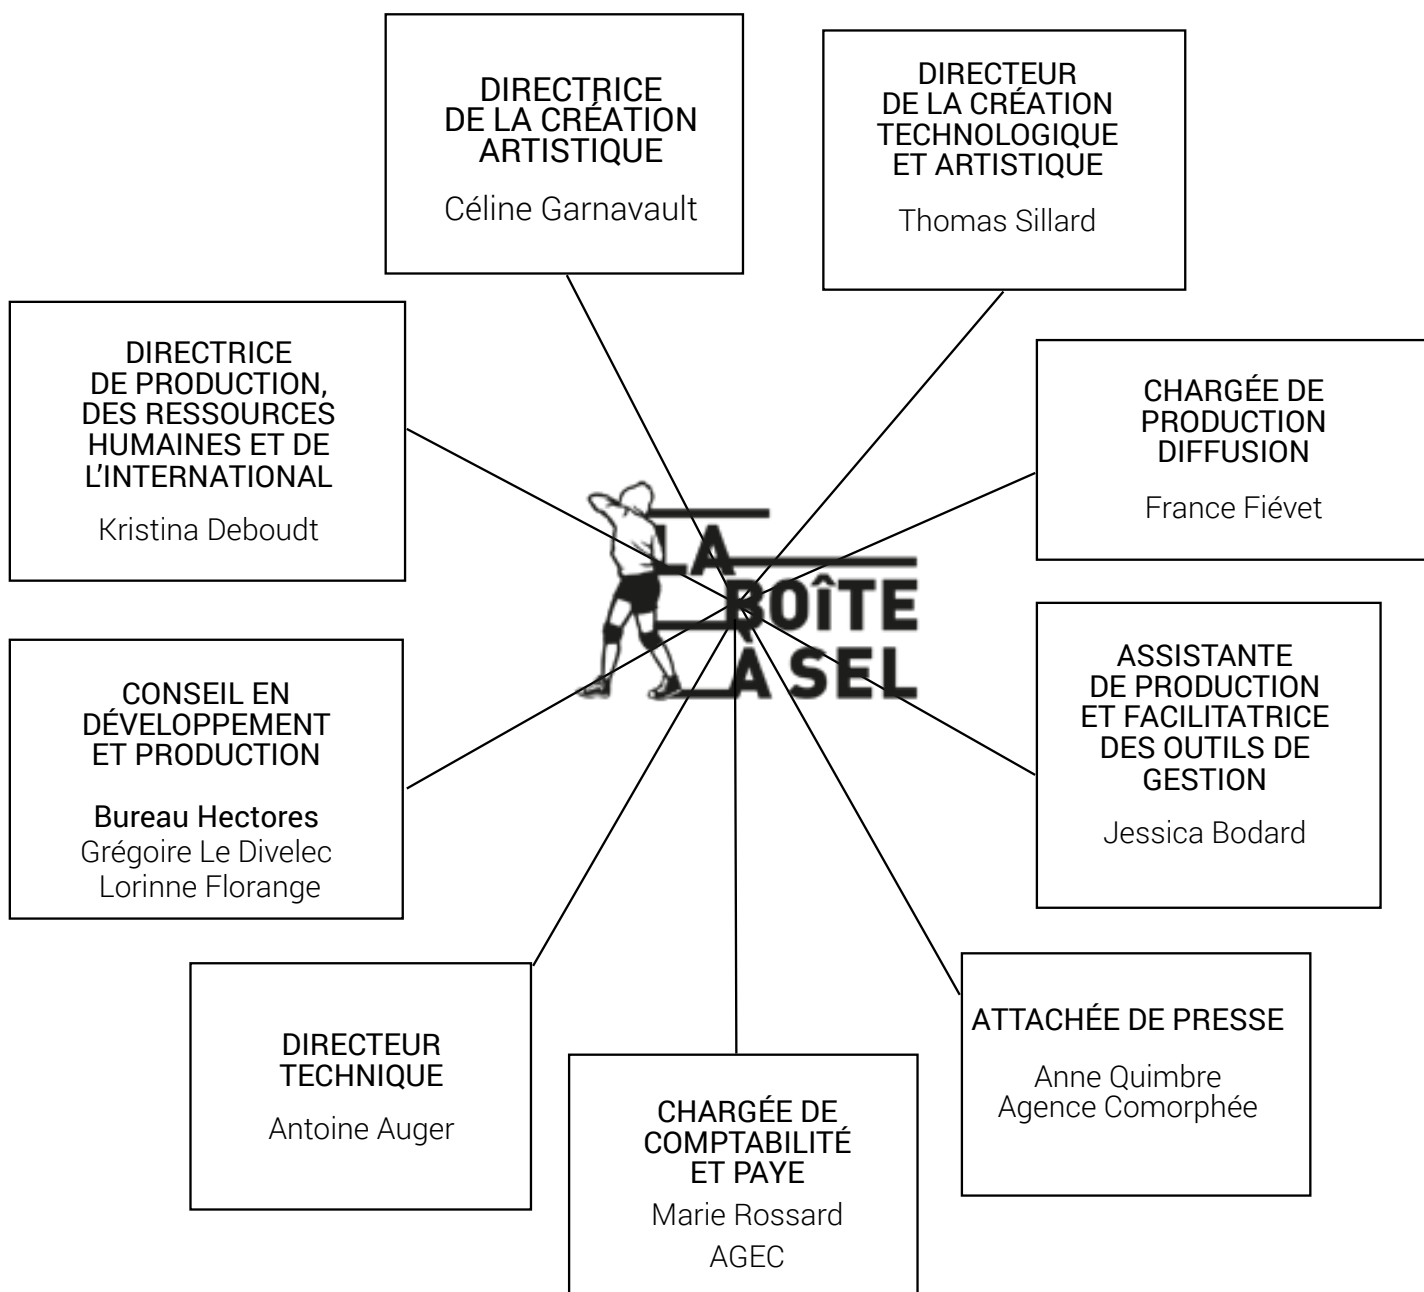 DIRECTRICE
DE LA CRÉATION
ARTISTIQUE
Céline Garnavault
DIRECTEUR
DE LA CRÉATION
TECHNOLOGIQUE
ET ARTISTIQUE
Thomas Sillard
DIRECTRICE
DE PRODUCTION,
DES RESSOURCES
HUMAINES ET DE
L’INTERNATIONAL
Kristina Deboudt
CHARGÉE DE
PRODUCTION
DIFFUSION
France Fiévet
LA
BOîTE
À SEL
CONSEIL EN
DÉVELOPPEMENT
ET PRODUCTION
Bureau Hectores
Grégoire Le Divelec
Lorinne Florange
ASSISTANTE
DE PRODUCTION
ET FACILITATRICE
DES OUTILS DE
GESTION
Jessica Bodard
DIRECTEUR
TECHNIQUE
Antoine Auger
CHARGÉE DE
COMPTABILITÉ
ET PAYE
Marie Rossard
AGEC
ATTACHÉE DE PRESSE
Anne Quimbre
Agence Comorphée